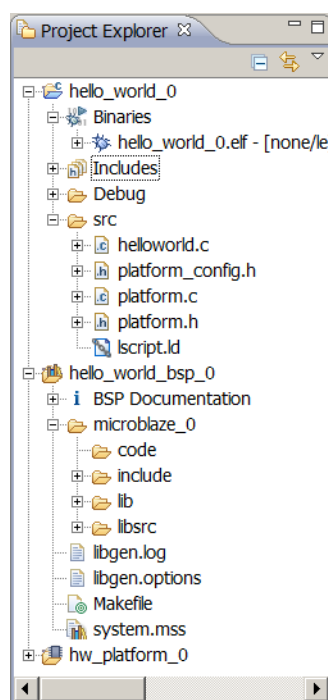 Project Explorer
hello_world_0
Binaries
hello_world_0.elf - [none/le
Includes
Debug
src
helloworld.c
platform_config.h
platform.c
platform.h
lscript.ld
hello_world_bsp_0
BSP Documentation
microblaze_0
code
include
lib
libsrc
libgen.log
libgen.options
Makefile
system.mss
hw_platform_0